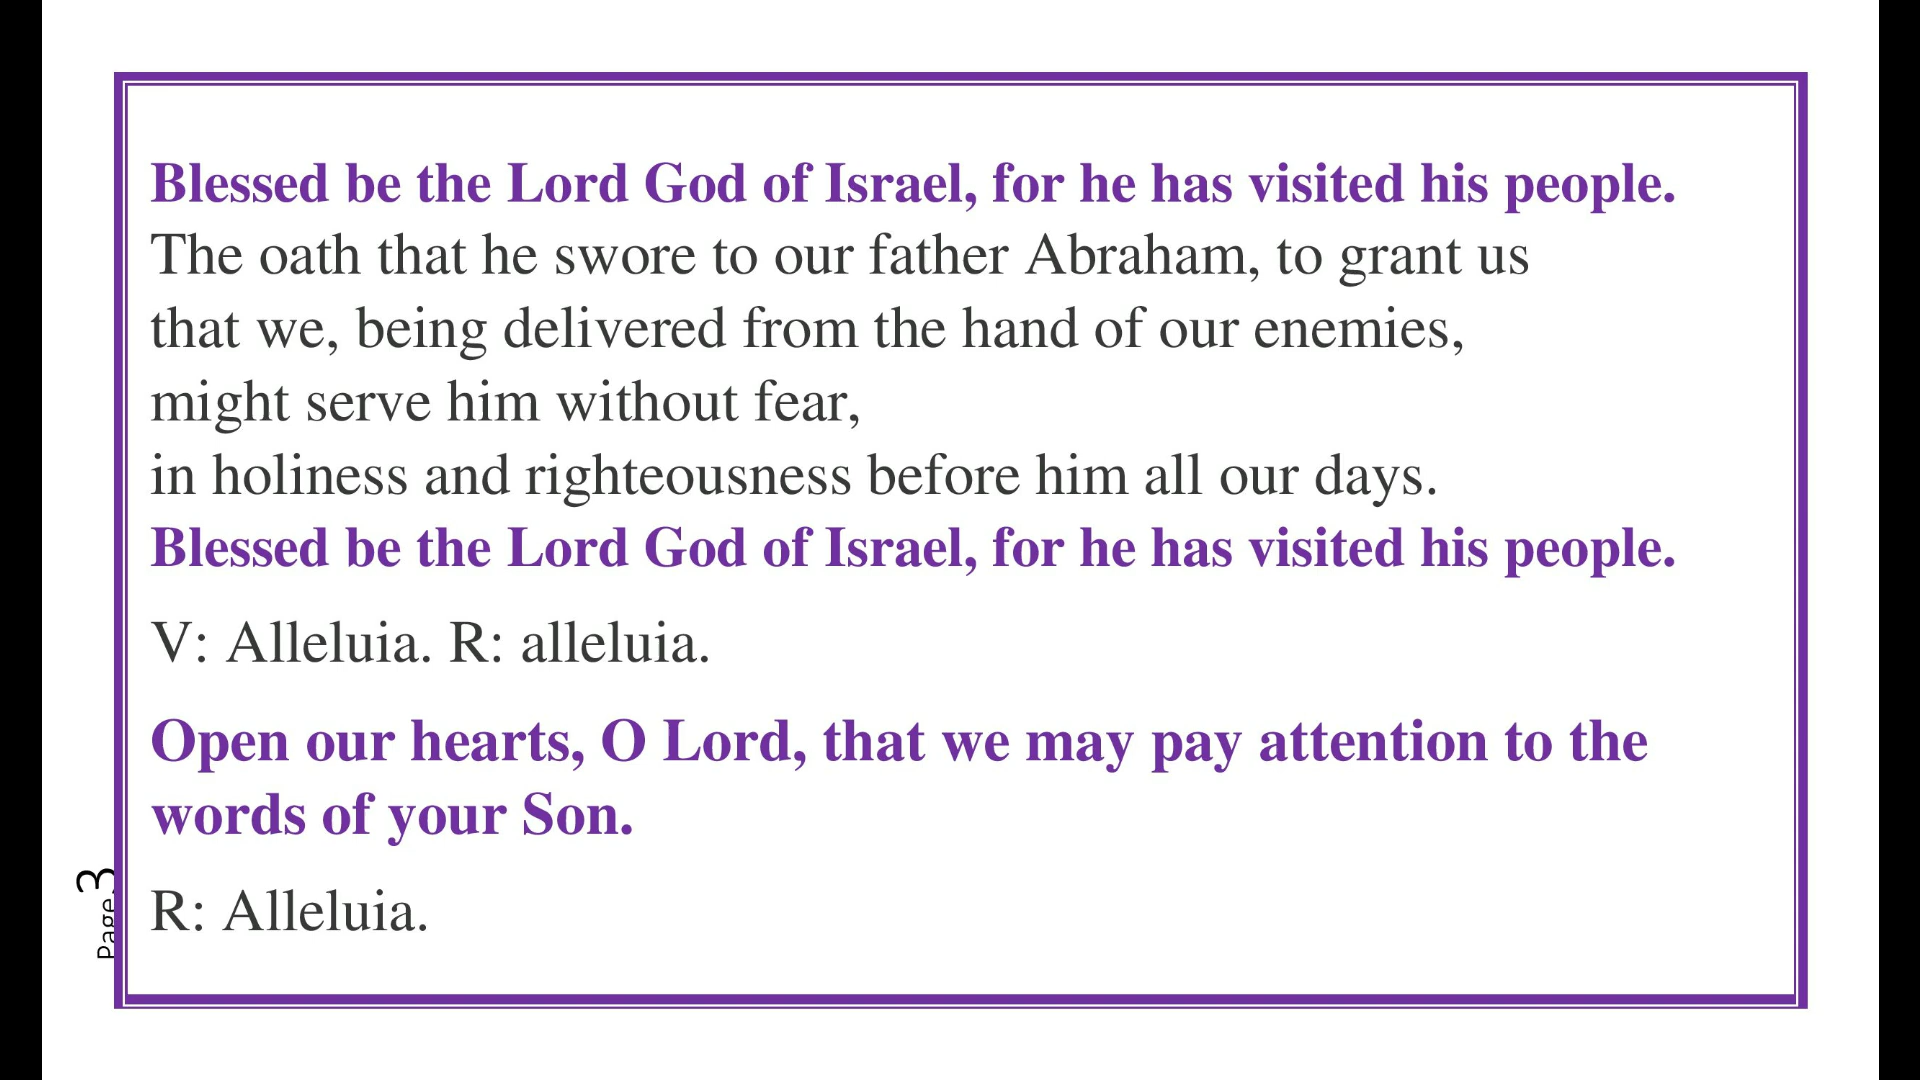 Blessed be the Lord God of Israel, for he has visited his people.
The oath that he swore to our father Abraham, to grant us
that we, being delivered from the hand of our enemies,
might serve him without fear,
in holiness and righteousness before him all our days.
Blessed be the Lord God of Israel, for he has visited his people.
V: Alleluia. R: alleluia.
Open our hearts, O Lord, that we may pay attention to the
words of your Son.
R: Alleluia.
Page 3